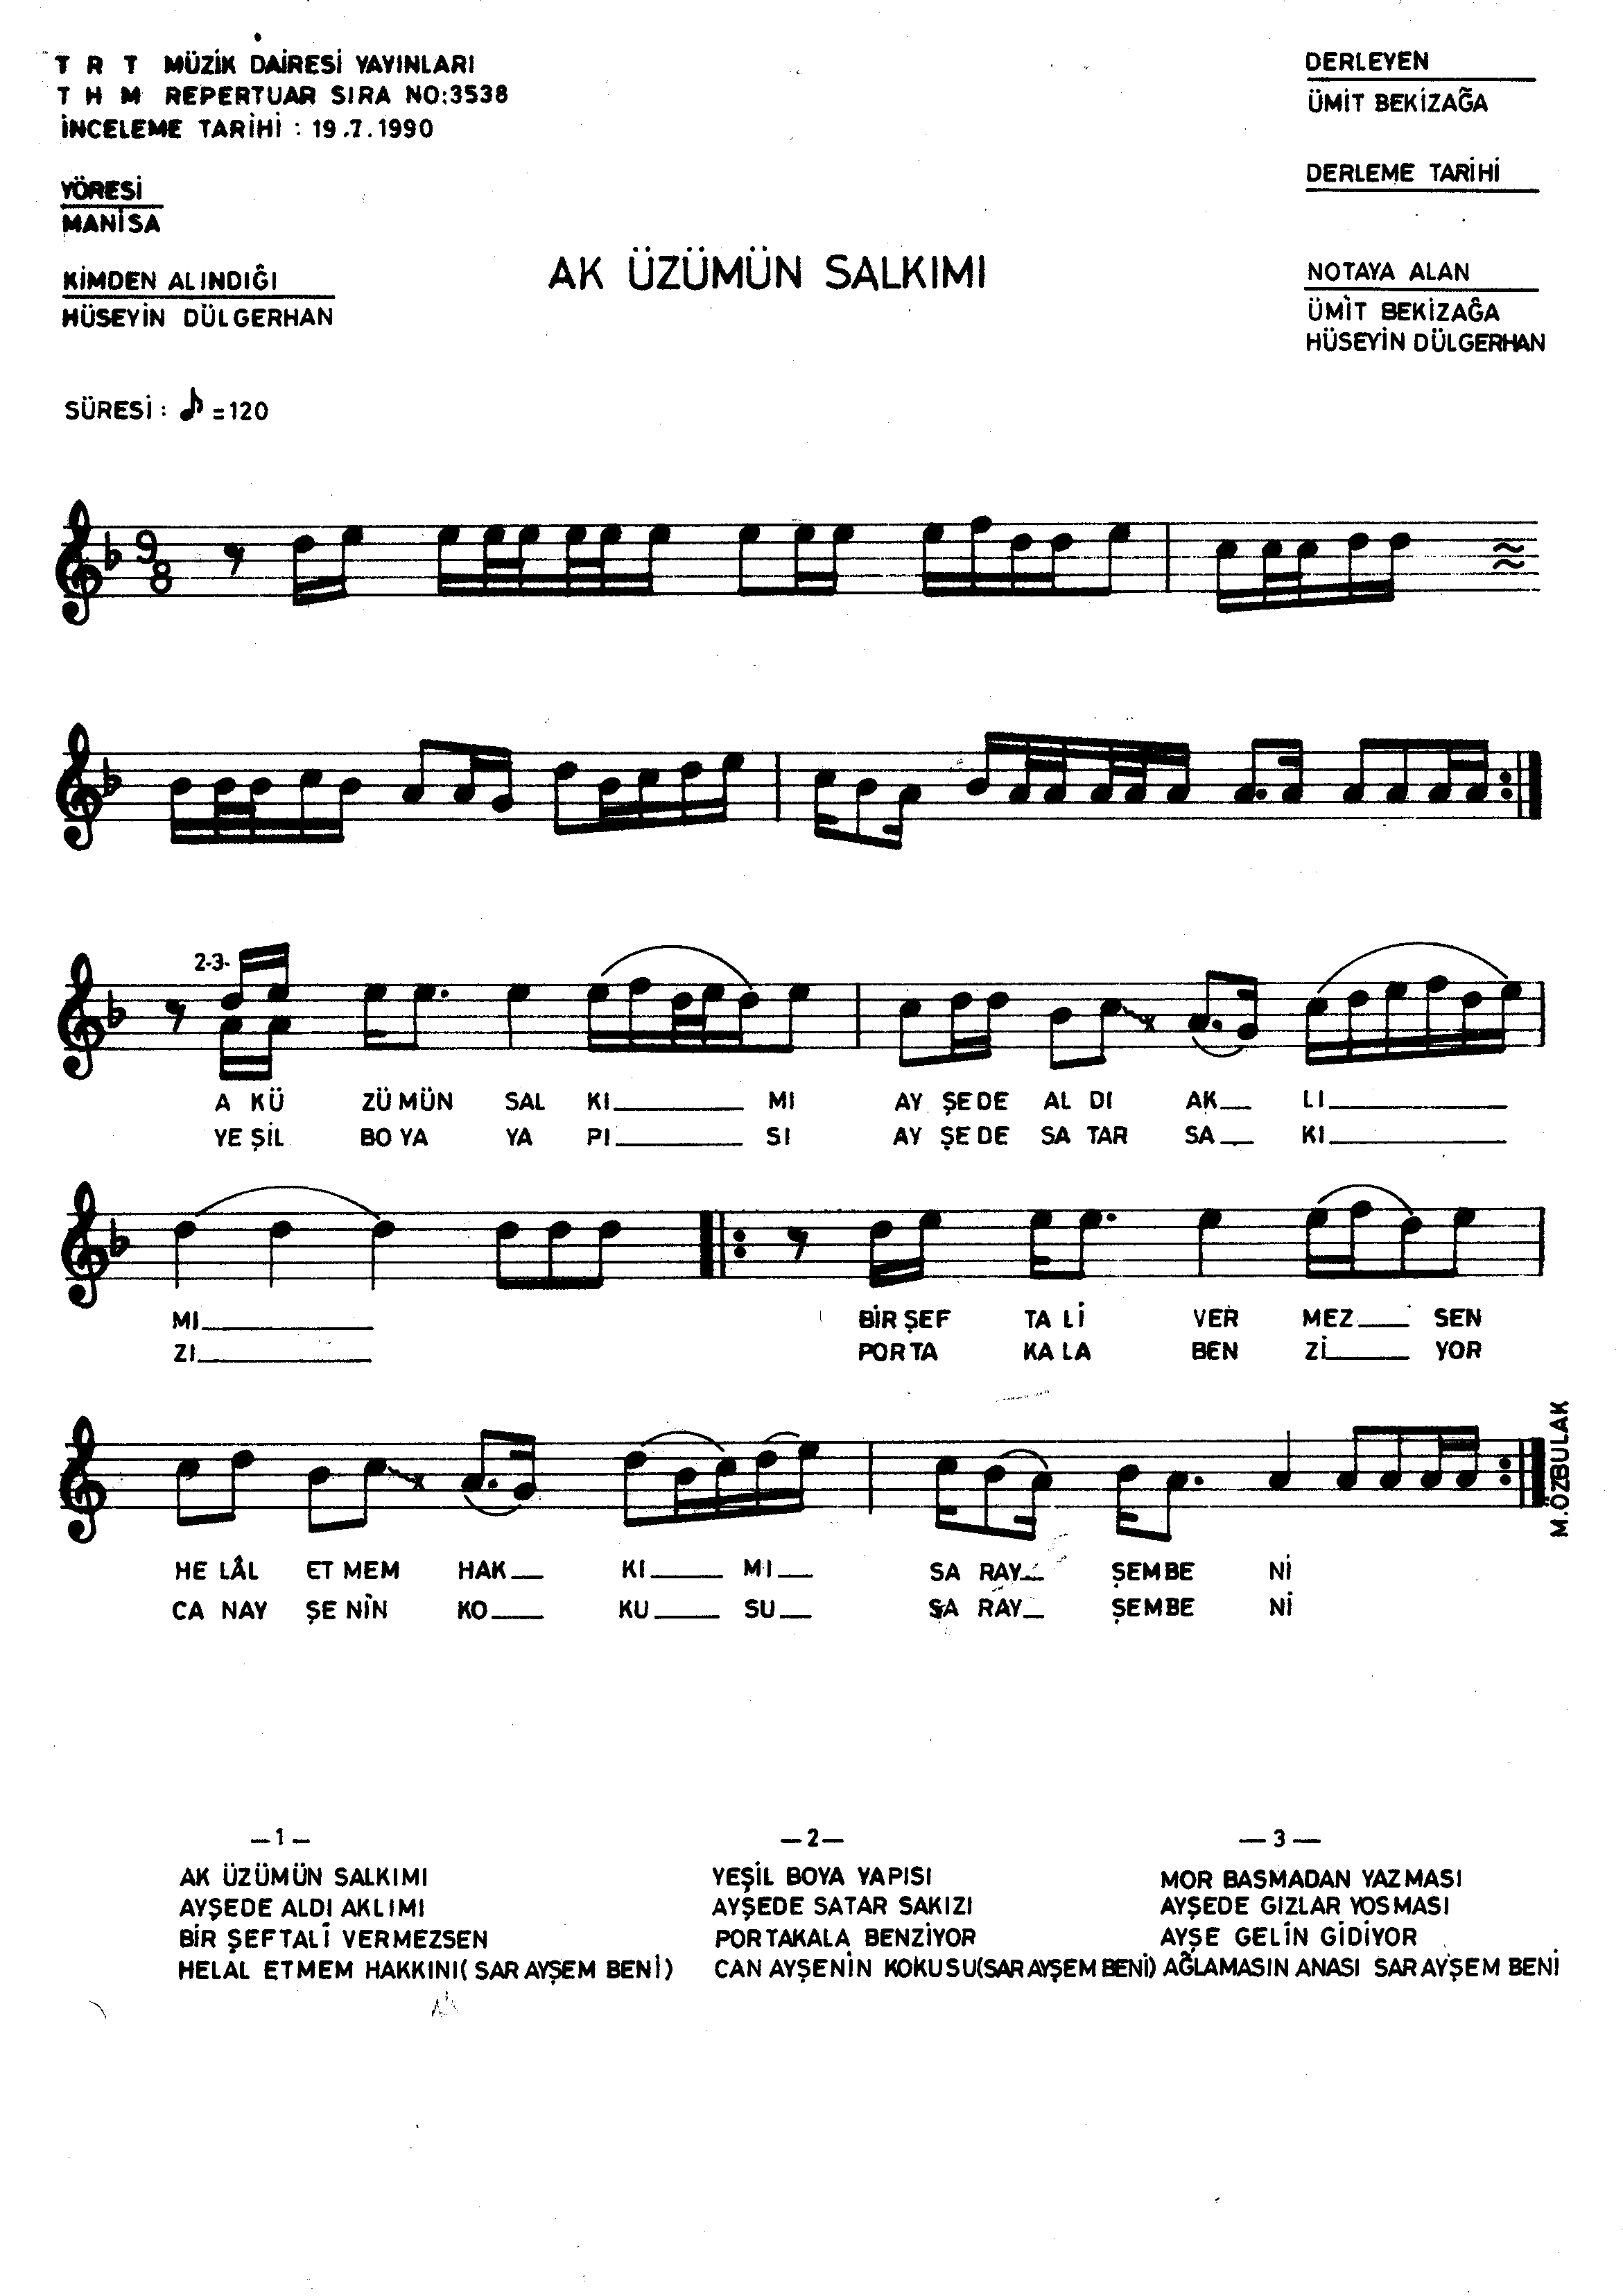 T R T MÜZİK DAİRESİ YAYINLARI
T H M REPERTUAR SIRA NO:3538
İNCELEME TARİHİ : 19.7.1990
YÖRESİ
MANİSA
KİMDEN ALINDIĞI
HÜSEYİN DÜLGERHAN
SÜRESİ : ♪ =120
AK ÜZÜMÜN SALKIMI
DERLEYEN
ÜMİT BEKİZAĞA
DERLEME TARİHİ
NOTAYA ALAN
ÜMİT BEKİZAĞA
HÜSEYİN DÜLGERHAN
9
8
2-3-
A KÜ ZÜ MÜN SAL KI MI AY ŞE DE AL DI AK LI
YE ŞİL BO YA YA PI SI AY ŞE DE SA TAR SA KI
MI BİR ŞEF TA Lİ VER MEZ SEN
ZI POR TA KA LA BEN Zİ YOR
HE LÂL ET MEM HAK KI MI SA RAY ŞEM BE Nİ
CA NAY ŞE NİN KO KU SU SA RAY ŞEM BE Nİ
M.ÖZBULAK
—1—
AK ÜZÜMÜN SALKIMI
AYŞEDE ALDI AKLIMI
BİR ŞEFTALİ VERMEZSEN
HELAL ETMEM HAKKINI( SAR AYŞEM BENİ)
—2—
YEŞİL BOYA YAPISI
AYŞEDE SATAR SAKIZI
PORTAKALA BENZİYOR
CAN AYŞENİN KOKUSU(SAR AYŞEM BENİ)
—3—
MOR BASMADAN YAZMASI
AYŞEDE GIZLAR YOSMASI
AYŞE GELİN GİDİYOR
AĞLAMASIN ANASI SAR AYŞEM BENİ